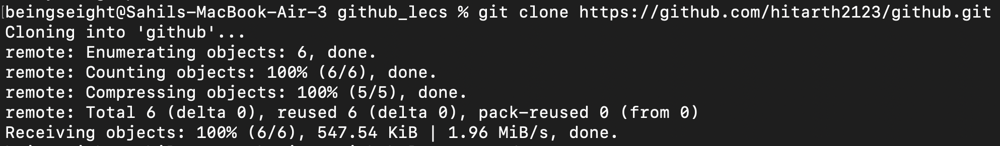 beingseight@Sahils-MacBook-Air-3 github_lecs % git clone https://github.com/hitarth2123/github.git
Cloning into 'github'...
remote: Enumerating objects: 6, done.
remote: Counting objects: 100% (6/6), done.
remote: Compressing objects: 100% (5/5), done.
remote: Total 6 (delta 0), reused 6 (delta 0), pack-reused 0 (from 0)
Receiving objects: 100% (6/6), 547.54 KiB | 1.96 MiB/s, done.